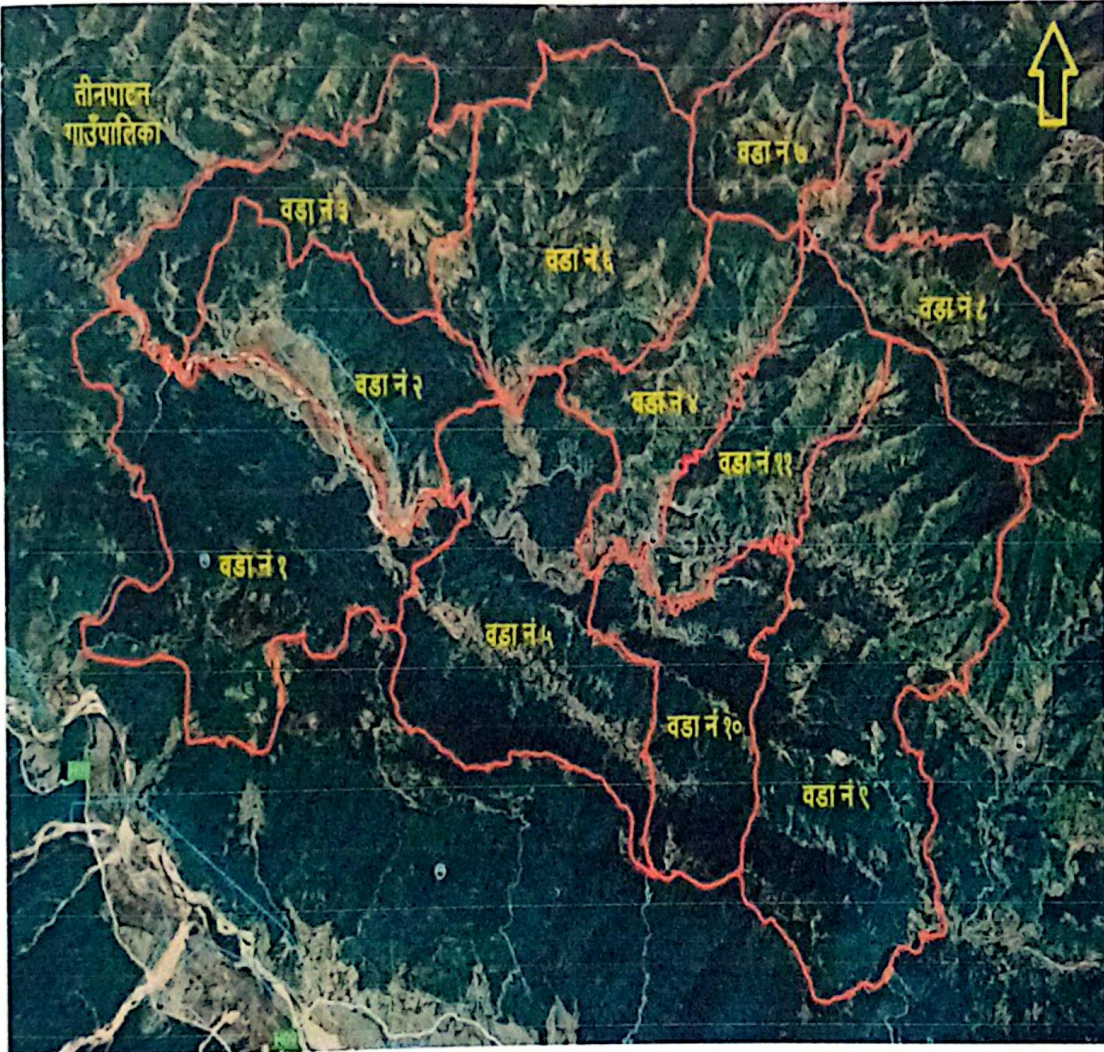 तीनपाटन
गाउँपालिका
वडा नं ७
वडा नं ३
वडा नं ६
वडा नं ८
वडा नं २
वडा नं ४
वडा नं ११
वडा नं १
वडा नं ५
वडा नं १०
वडा नं ९